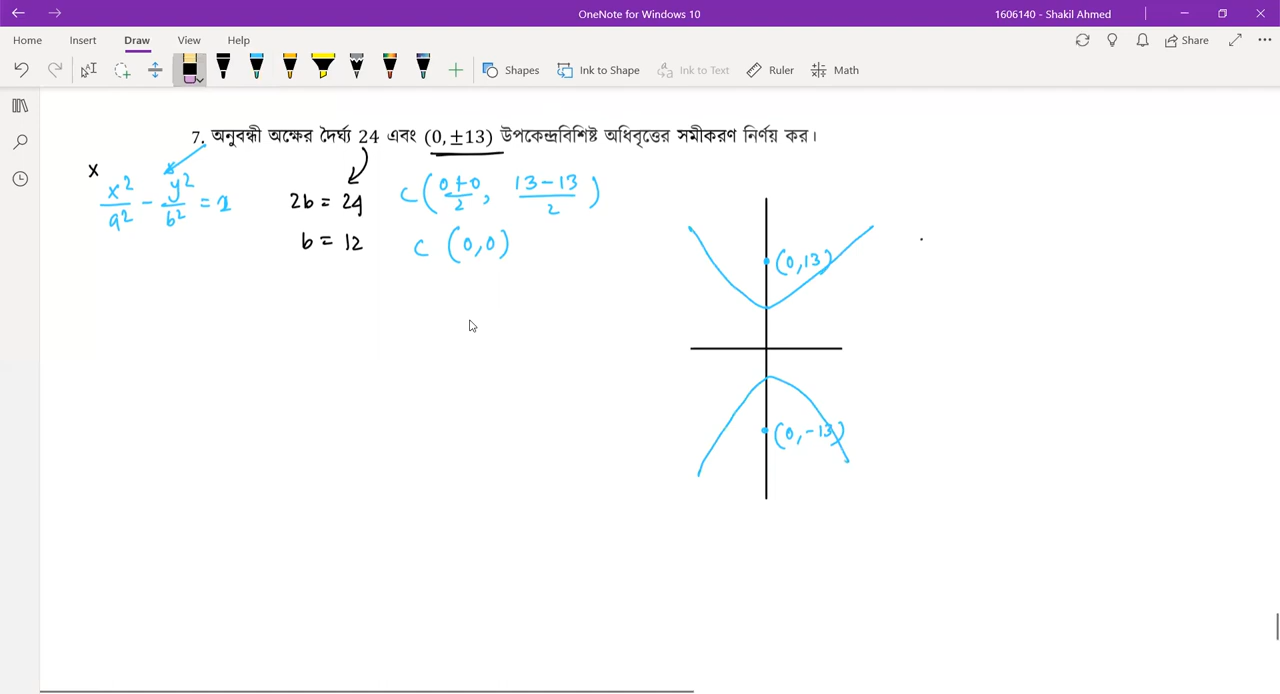 OneNote for Windows 10
1606140 - Shakil Ahmed
Home Insert Draw View Help
Share
Shapes Ink to Shape Ink to Text Ruler Math
7. অনুবন্ধী অক্ষের দৈর্ঘ্য 24 এবং (0, ±13) উপকেন্দ্রবিশিষ্ট অধিবৃত্তের সমীকরণ নির্ণয় কর।
x
x²/a² - y²/b² = 1
2b = 24
b = 12
C (0+0/2, 13-13/2)
C (0,0)
(0,13)
(0,-13)